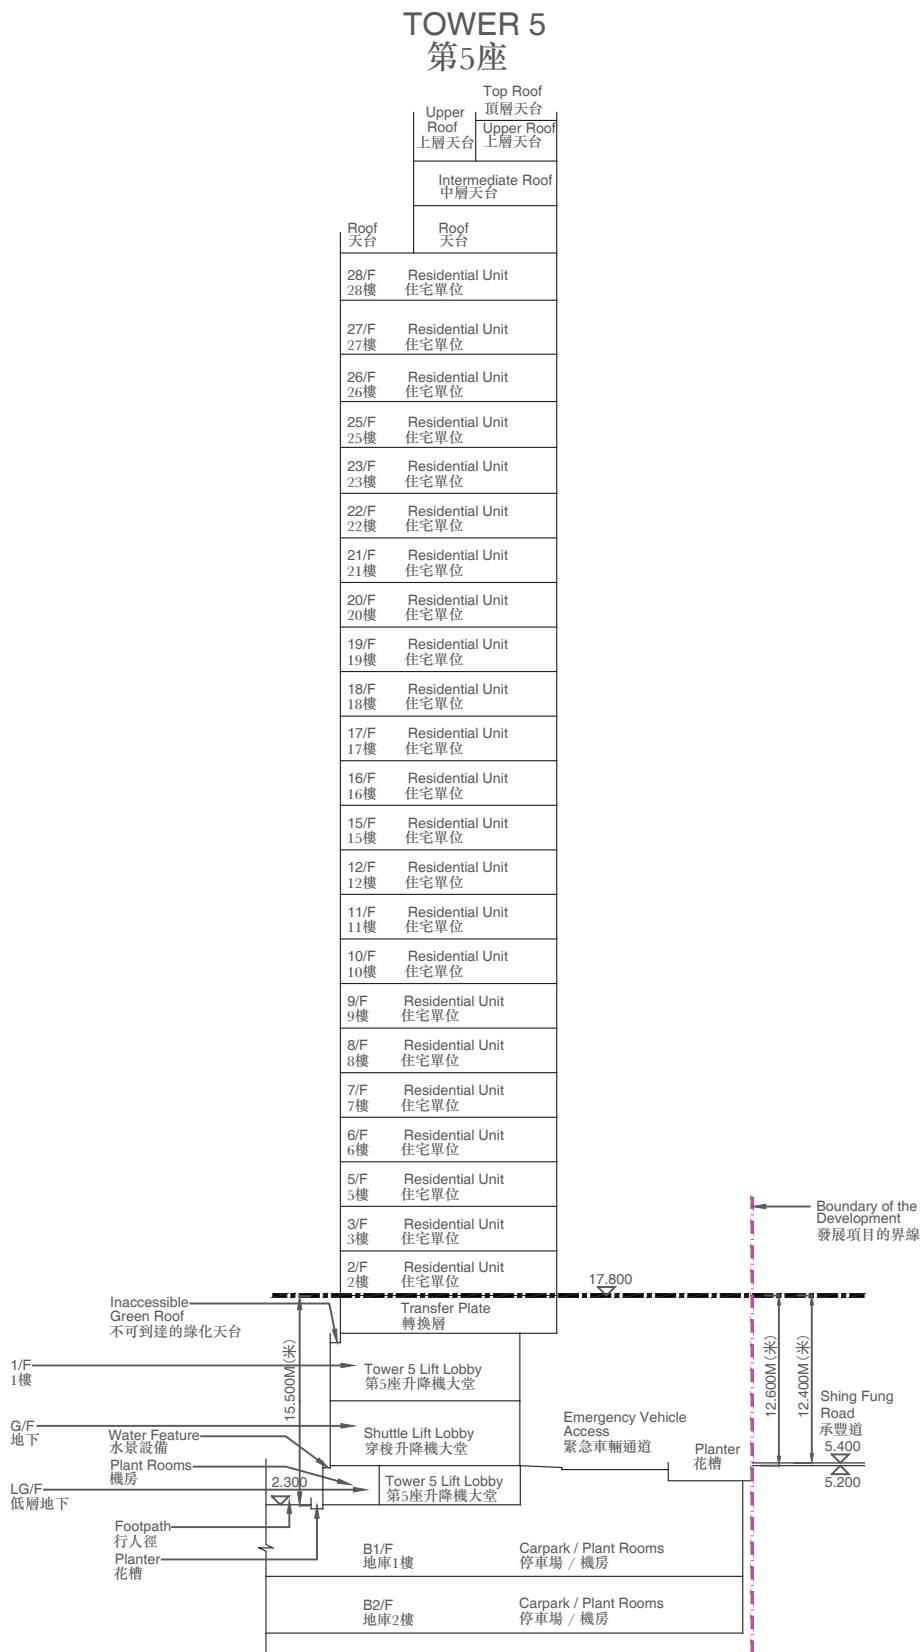 TOWER 5
第5座
Top Roof
頂層天台
Upper
Roof
上層天台
Upper Roof
上層天台
Intermediate Roof
中層天台
Roof
天台
Roof
天台
28/F Residential Unit
28樓 住宅單位
27/F Residential Unit
27樓 住宅單位
26/F Residential Unit
26樓 住宅單位
25/F Residential Unit
25樓 住宅單位
23/F Residential Unit
23樓 住宅單位
22/F Residential Unit
22樓 住宅單位
21/F Residential Unit
21樓 住宅單位
20/F Residential Unit
20樓 住宅單位
19/F Residential Unit
19樓 住宅單位
18/F Residential Unit
18樓 住宅單位
17/F Residential Unit
17樓 住宅單位
16/F Residential Unit
16樓 住宅單位
15/F Residential Unit
15樓 住宅單位
12/F Residential Unit
12樓 住宅單位
11/F Residential Unit
11樓 住宅單位
10/F Residential Unit
10樓 住宅單位
9/F Residential Unit
9樓 住宅單位
8/F Residential Unit
8樓 住宅單位
7/F Residential Unit
7樓 住宅單位
6/F Residential Unit
6樓 住宅單位
5/F Residential Unit
5樓 住宅單位
3/F Residential Unit
3樓 住宅單位
2/F Residential Unit
2樓 住宅單位
Boundary of the
Development
發展項目的界線
17.800
Transfer Plate
轉換層
Inaccessible
Green Roof
不可到達的綠化天台
15.500M(米)
12.600M(米)
12.400M(米)
1/F
1樓
Tower 5 Lift Lobby
第5座升降機大堂
Shing Fung
Road
承豐道
5.400
5.200
G/F
地下
Shuttle Lift Lobby
穿梭升降機大堂
Emergency Vehicle
Access
緊急車輛通道
Planter
花槽
Water Feature
水景設備
Plant Rooms
機房
LG/F
低層地下
2.300
Tower 5 Lift Lobby
第5座升降機大堂
Footpath
行人徑
Planter
花槽
B1/F Carpark / Plant Rooms
地庫1樓 停車場 / 機房
B2/F Carpark / Plant Rooms
地庫2樓 停車場 / 機房